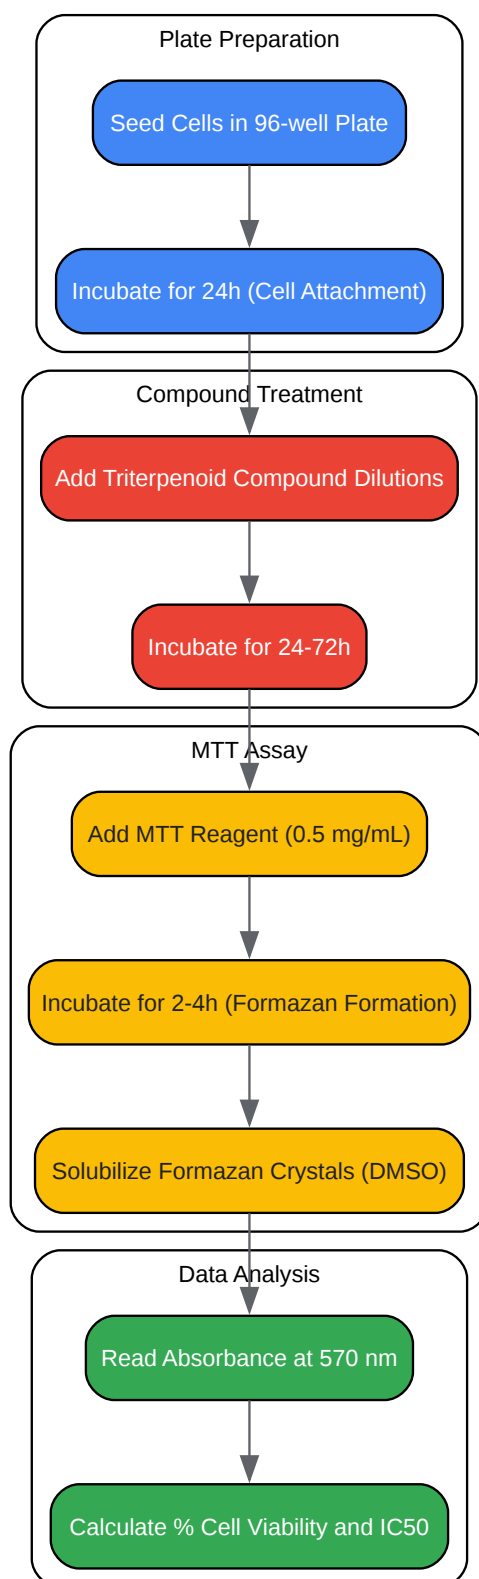 Plate Preparation
Seed Cells in 96-well Plate
Incubate for 24h (Cell Attachment)
Compound Treatment
Add Triterpenoid Compound Dilutions
Incubate for 24-72h
MTT Assay
Add MTT Reagent (0.5 mg/mL)
Incubate for 2-4h (Formazan Formation)
Solubilize Formazan Crystals (DMSO)
Data Analysis
Read Absorbance at 570 nm
Calculate % Cell Viability and IC50